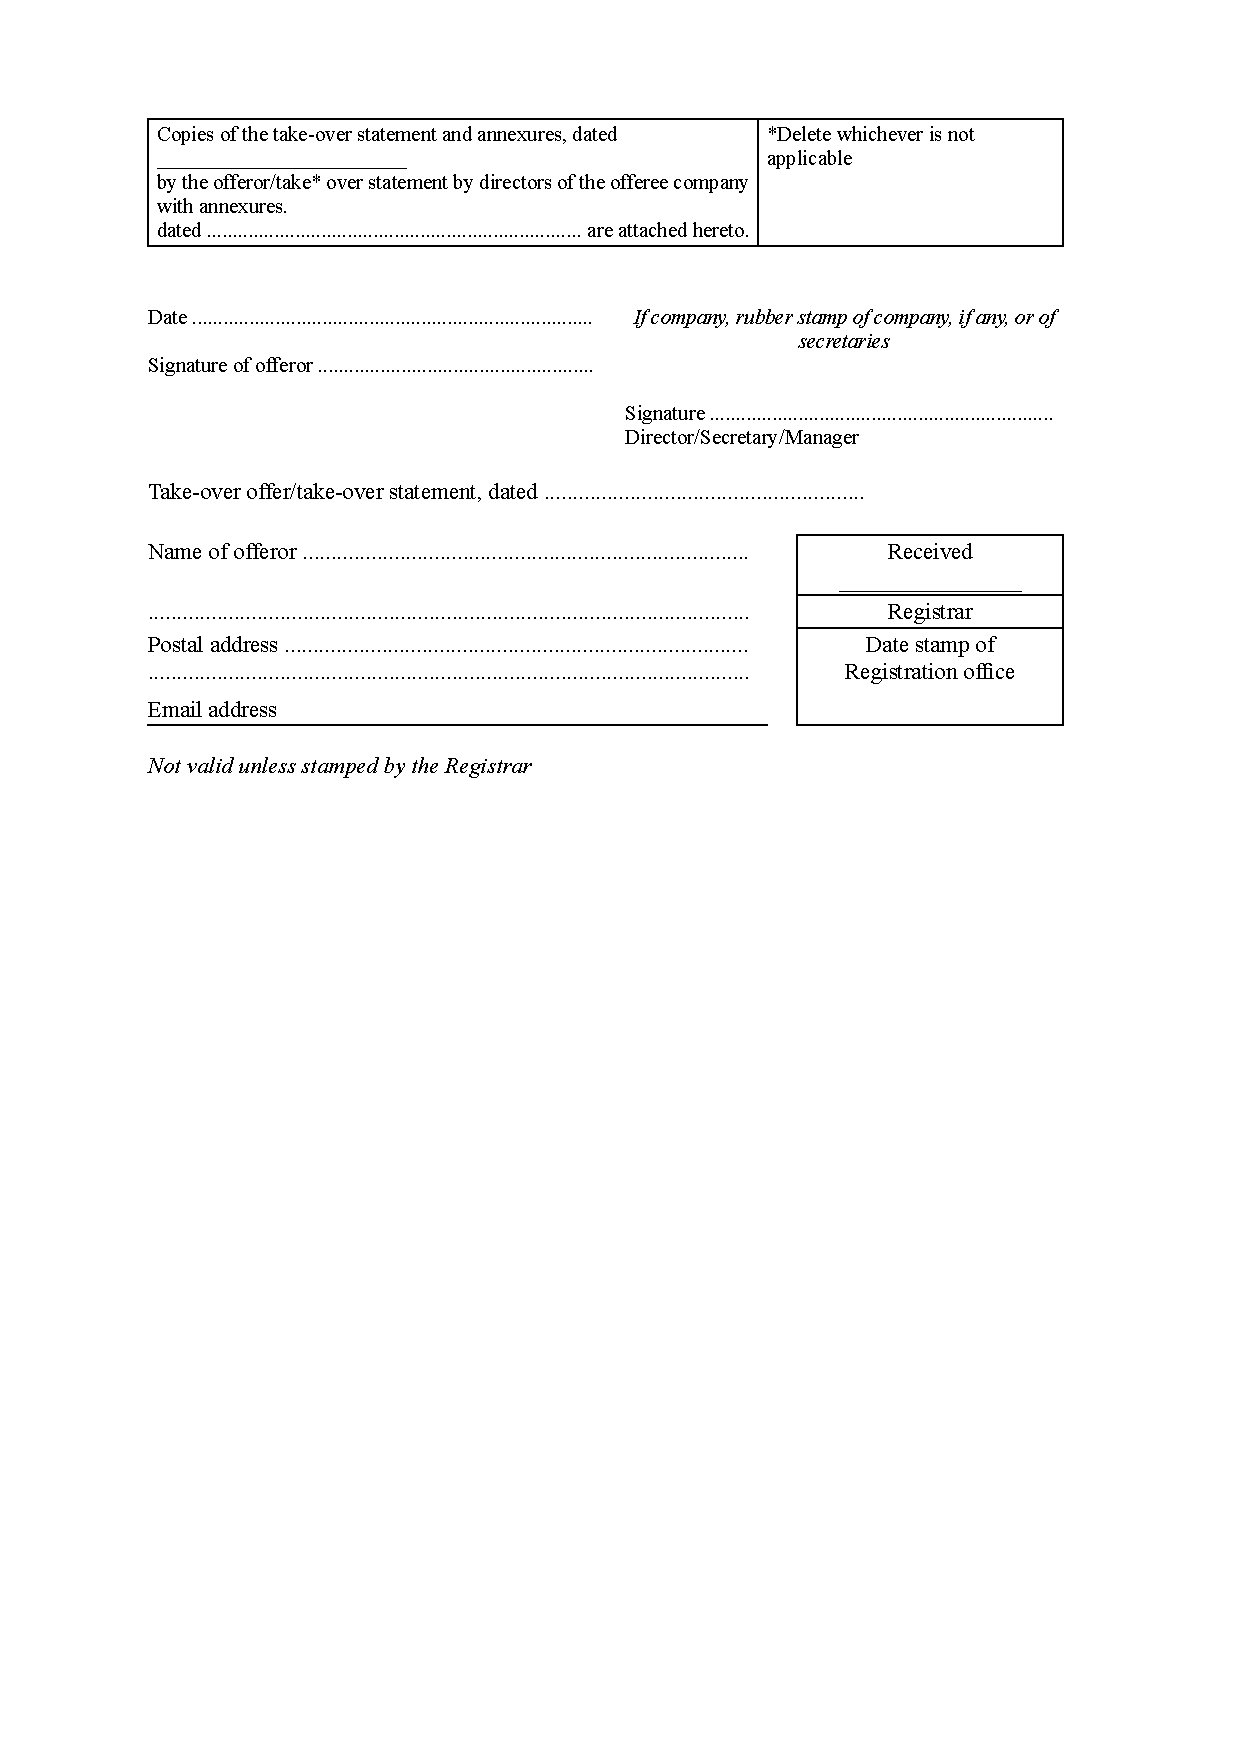 Copies of the take-over statement and annexures, dated
_________________________
by the offeror/take* over statement by directors of the offeree company
with annexures.
dated ........................................................................ are attached hereto.
*Delete whichever is not
applicable
Date .............................................................................
Signature of offeror .....................................................
If company, rubber stamp of company, if any, or of
secretaries
Signature ..................................................................
Director/Secretary/Manager
Take-over offer/take-over statement, dated ........................................................
Name of offeror ..............................................................................
.........................................................................................................
Postal address .................................................................................
.........................................................................................................
Email address
Received
________________
Registrar
Date stamp of
Registration office
Not valid unless stamped by the Registrar